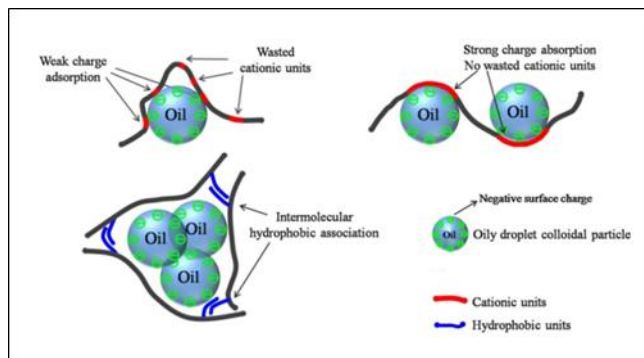 Weak charge
adsorption
Wasted
cationic units
Oil
Strong charge absorption
No wasted cationic units
Oil
Oil
Intermolecular
hydrophobic association
Oil
Oil
Oil
Negative surface charge
Oil
Oily droplet colloidal particle
Cationic units
Hydrophobic units